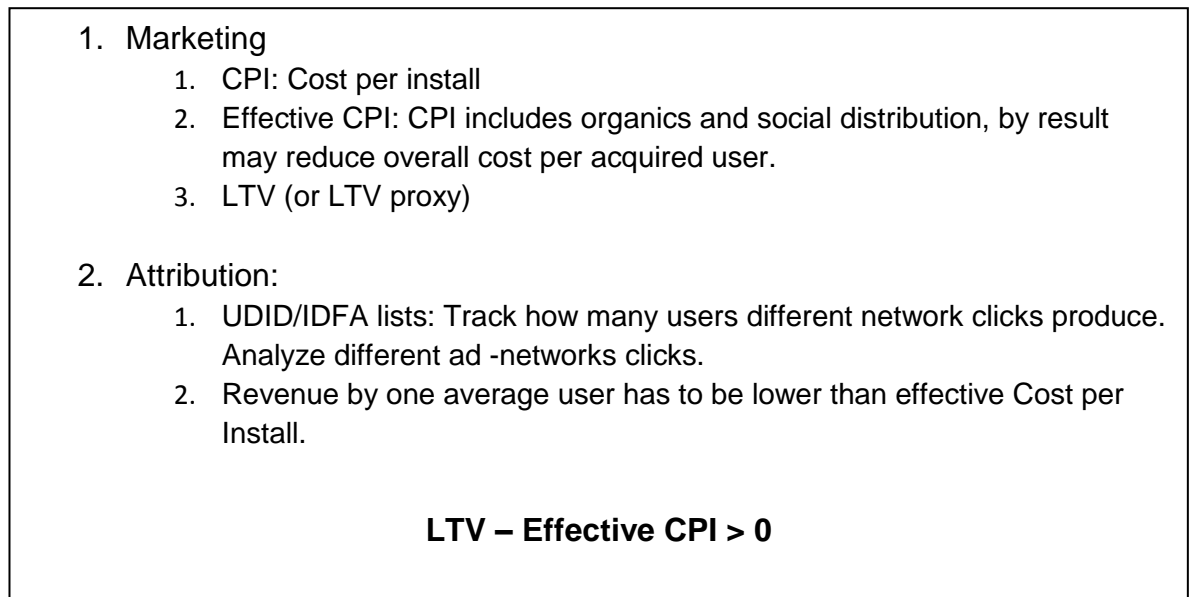 1. Marketing
1. CPI: Cost per install
2. Effective CPI: CPI includes organics and social distribution, by result
may reduce overall cost per acquired user.
3. LTV (or LTV proxy)
2. Attribution:
1. UDID/IDFA lists: Track how many users different network clicks produce.
Analyze different ad -networks clicks.
2. Revenue by one average user has to be lower than effective Cost per
Install.
LTV – Effective CPI > 0